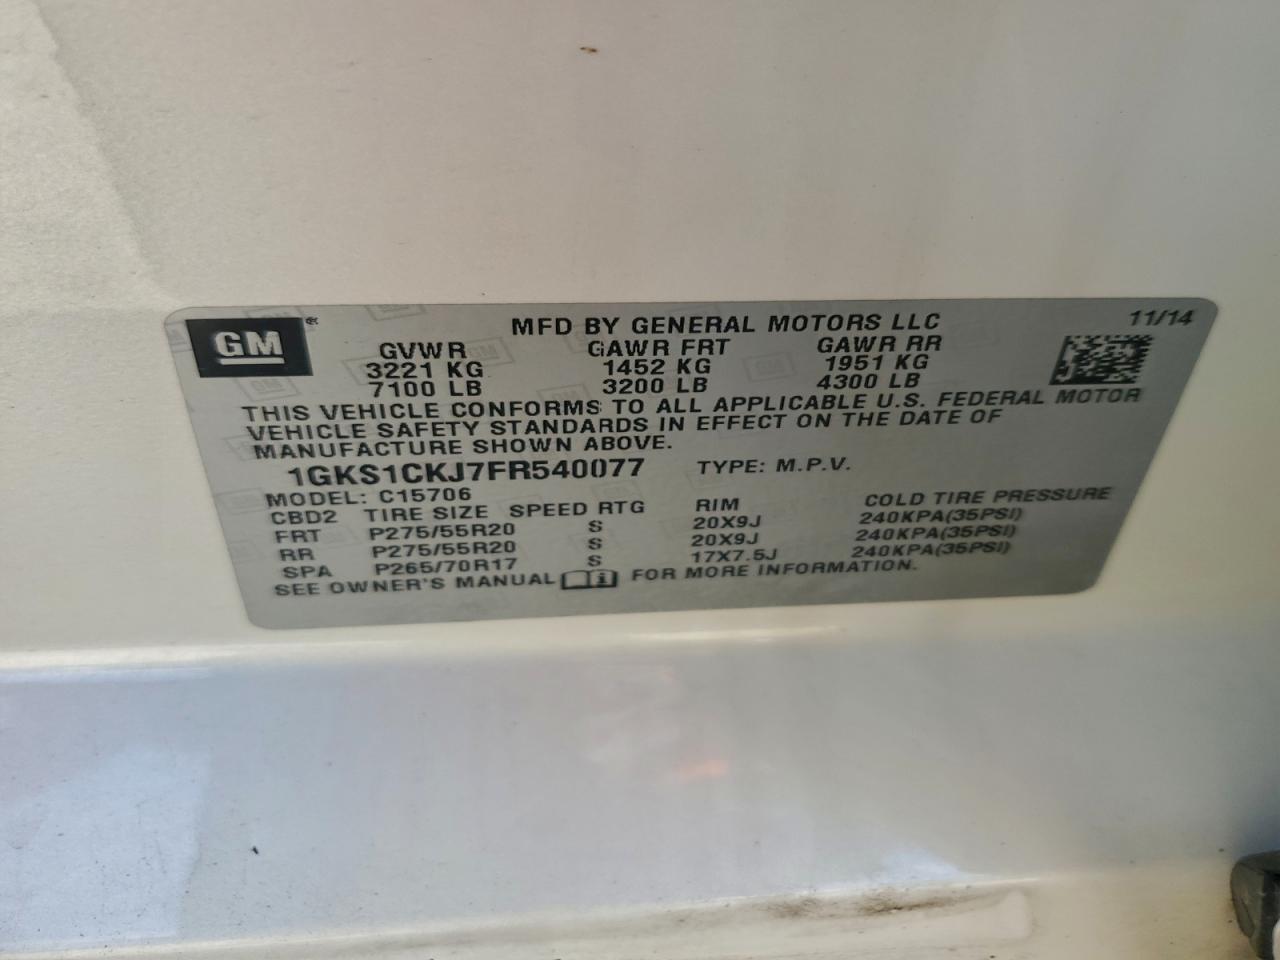 GM
MFD BY GENERAL MOTORS LLC 11/14
GVWR GAWR FRT GAWR RR
3221 KG 1452 KG 1951 KG
7100 LB 3200 LB 4300 LB
THIS VEHICLE CONFORMS TO ALL APPLICABLE U.S. FEDERAL MOTOR
VEHICLE SAFETY STANDARDS IN EFFECT ON THE DATE OF
MANUFACTURE SHOWN ABOVE.
1GKS1CKJ7FR540077 TYPE: M.P.V.
MODEL: C15706
CBD2 TIRE SIZE SPEED RTG RIM COLD TIRE PRESSURE
FRT P275/55R20 S 20X9J 240KPA(35PSI)
RR P275/55R20 S 20X9J 240KPA(35PSI)
SPA P265/70R17 S 17X7.5J 240KPA(35PSI)
SEE OWNER'S MANUAL FOR MORE INFORMATION.